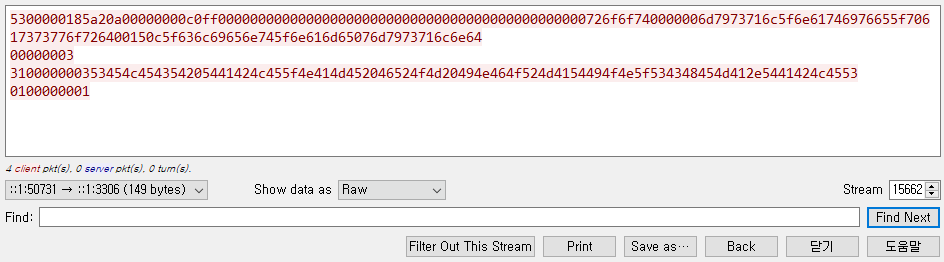 5300000185a20a00000000c0ff0000000000000000000000000000000000000000000000726f6f740000006d7973716c5f6e61746976655f706
17373776f726400150c5f636c69656e745f6e616d65076d7973716c6e64
00000003
310000000353454c454354205441424c455f4e414d452046524f4d20494e464f524d4154494f4e5f534348454d412e5441424c4553
0100000001
4 client pkt(s), 0 server pkt(s), 0 turn(s).
::1:50731 → ::1:3306 (149 bytes) Show data as Raw Stream 15662
Find: Find Next
Filter Out This Stream Print Save as… Back 닫기 도움말